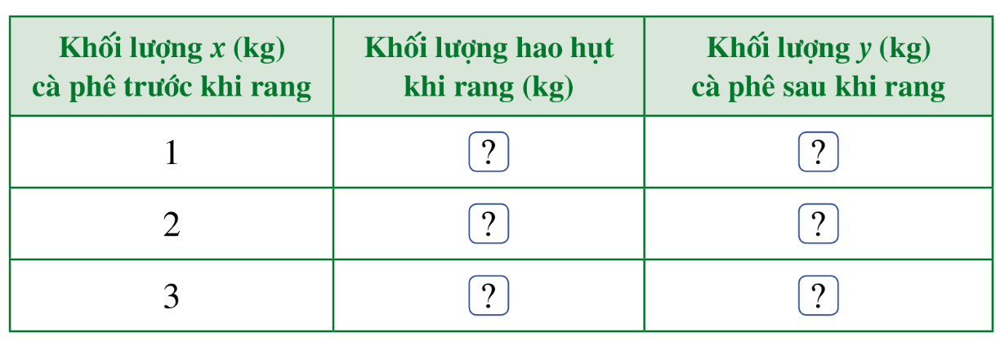 Khối lượng x (kg)
cà phê trước khi rang
Khối lượng hao hụt
khi rang (kg)
Khối lượng y (kg)
cà phê sau khi rang
1
?
?
2
?
?
3
?
?